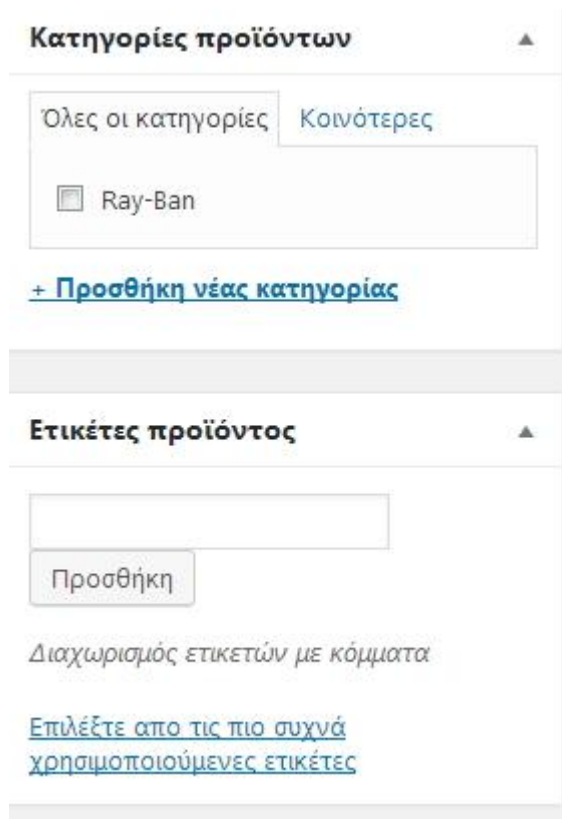 Κατηγορίες προϊόντων
Όλες οι κατηγορίες Κοινότερες
Ray-Ban
+ Προσθήκη νέας κατηγορίας
Ετικέτες προϊόντος
Προσθήκη
Διαχωρισμός ετικετών με κόμματα
Επιλέξτε απο τις πιο συχνά
χρησιμοποιούμενες ετικέτες